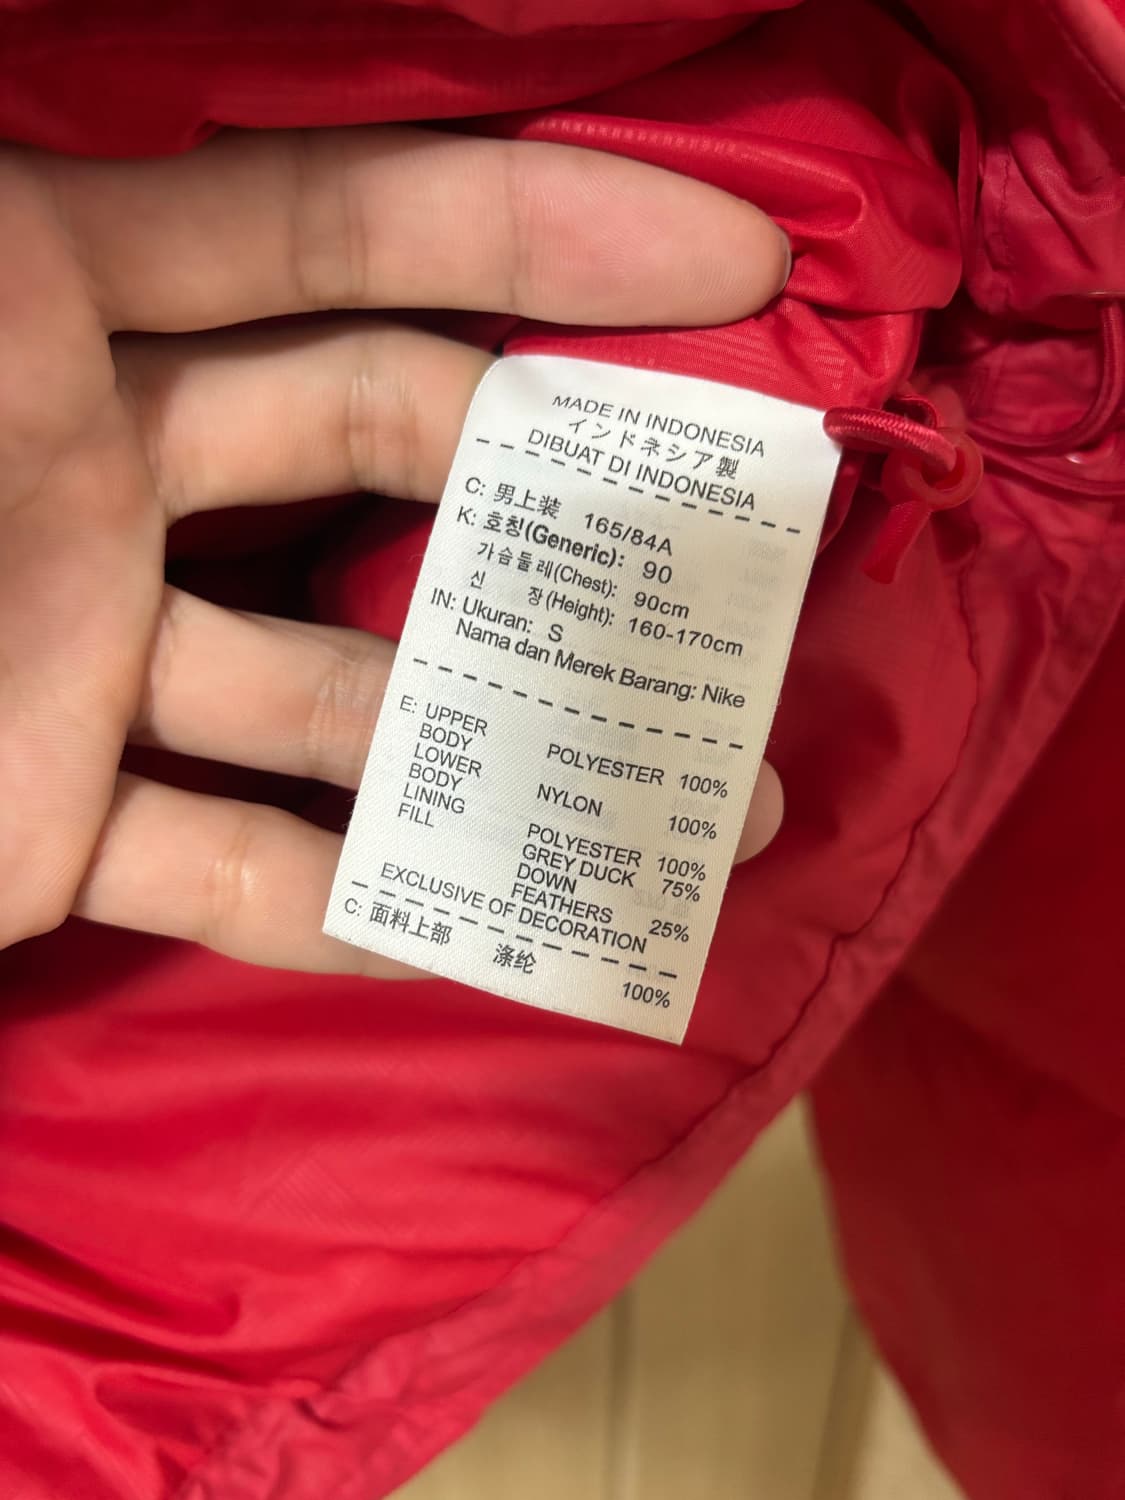 MADE IN INDONESIA
インドネシア製
DIBUAT DI INDONESIA
C: 男上装 165/84A
K: 호칭(Generic): 90
가슴둘레(Chest): 90cm
신 장(Height): 160-170cm
IN: Ukuran: S
Nama dan Merek Barang: Nike
E: UPPER BODY POLYESTER 100%
LOWER BODY NYLON 100%
LINING POLYESTER 100%
FILL GREY DUCK DOWN 75%
FEATHERS 25%
EXCLUSIVE OF DECORATION
C: 面料上部 涤纶 100%